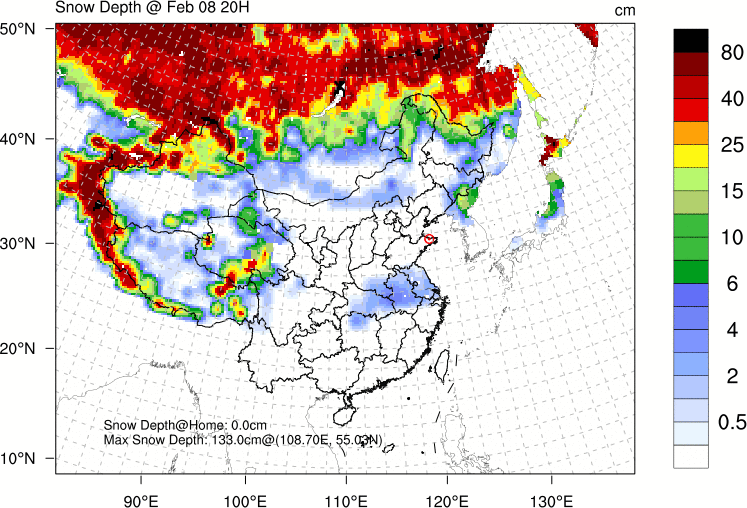 Snow Depth @ Feb 08 20H
cm
50°N
40°N
30°N
20°N
10°N
90°E
100°E
110°E
120°E
130°E
80
40
25
15
10
6
4
2
0.5
Snow Depth@Home: 0.0cm
Max Snow Depth: 133.0cm@(108.70E, 55.03N)